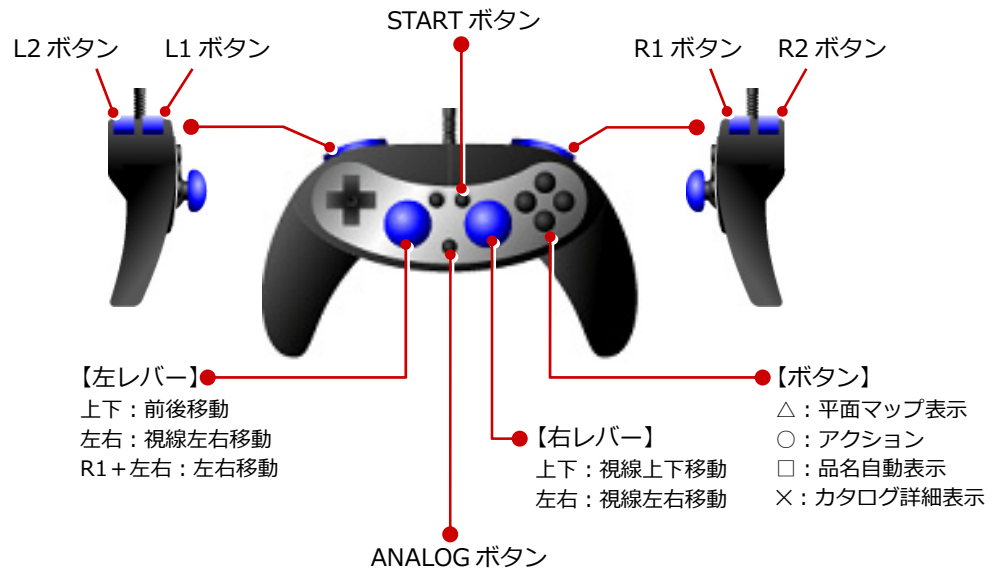 START ボタン
L2 ボタン
L1 ボタン
R1 ボタン
R2 ボタン
【左レバー】
上下：前後移動
左右：視線左右移動
R1＋左右：左右移動
【右レバー】
上下：視線上下移動
左右：視線左右移動
【ボタン】
△：平面マップ表示
○：アクション
□：品名自動表示
×：カタログ詳細表示
ANALOG ボタン